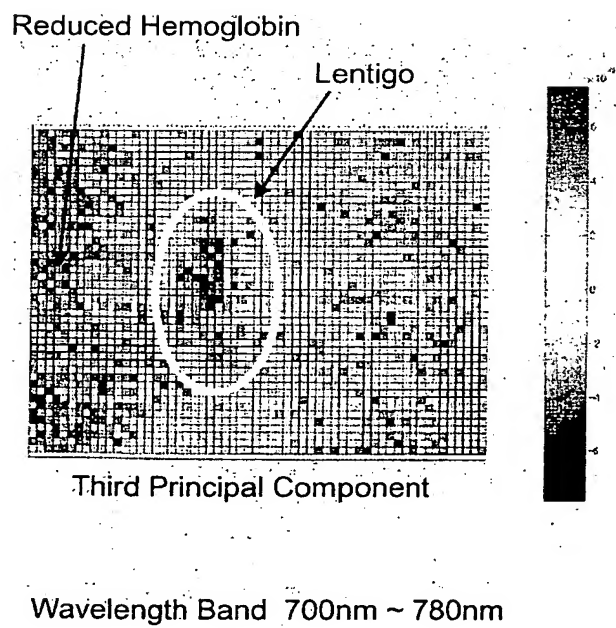 Reduced Hemoglobin
Lentigo
Third Principal Component
Wavelength Band 700nm ~ 780nm